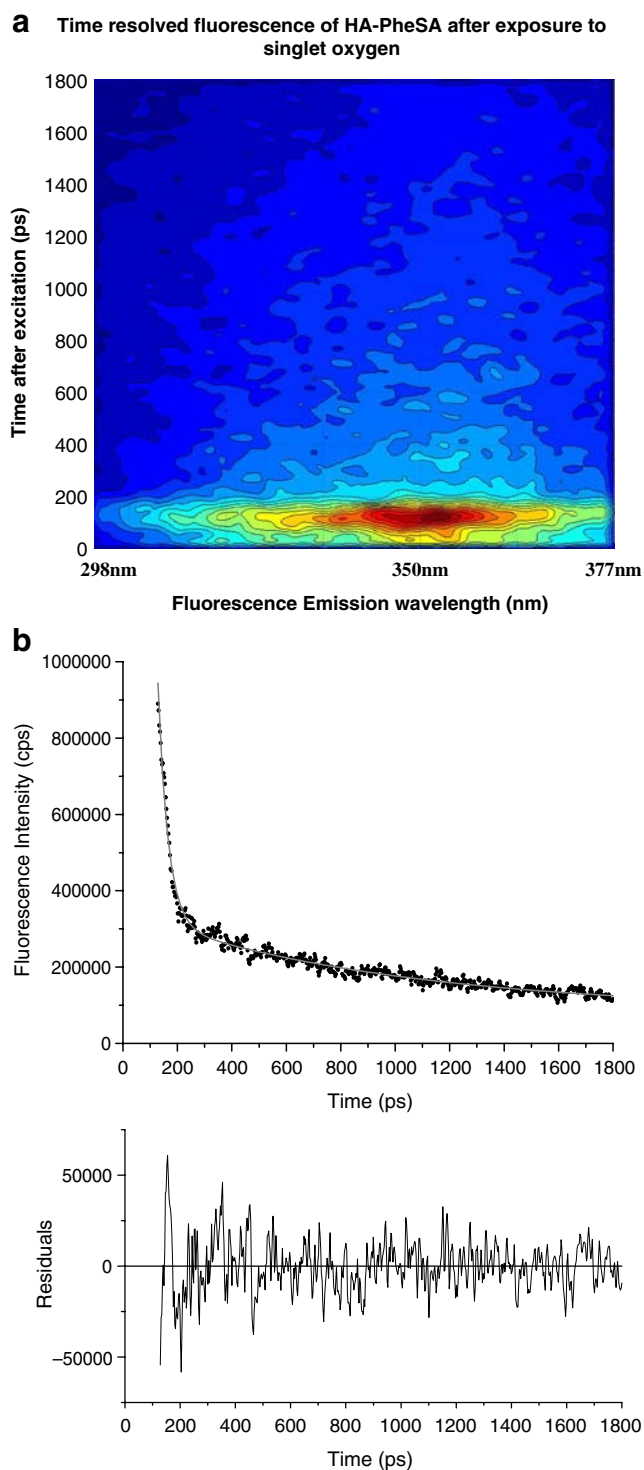 a
Time resolved fluorescence of HA-PheSA after exposure to
singlet oxygen
1800
1600
1400
1200
1000
800
600
400
200
0
Time after excitation (ps)
298nm 350nm 377nm
Fluorescence Emission wavelength (nm)
b
1000000
800000
600000
400000
200000
0
Fluorescence Intensity (cps)
0 200 400 600 800 1000 1200 1400 1600 1800
Time (ps)
50000
0
−50000
Residuals
0 200 400 600 800 1000 1200 1400 1600 1800
Time (ps)